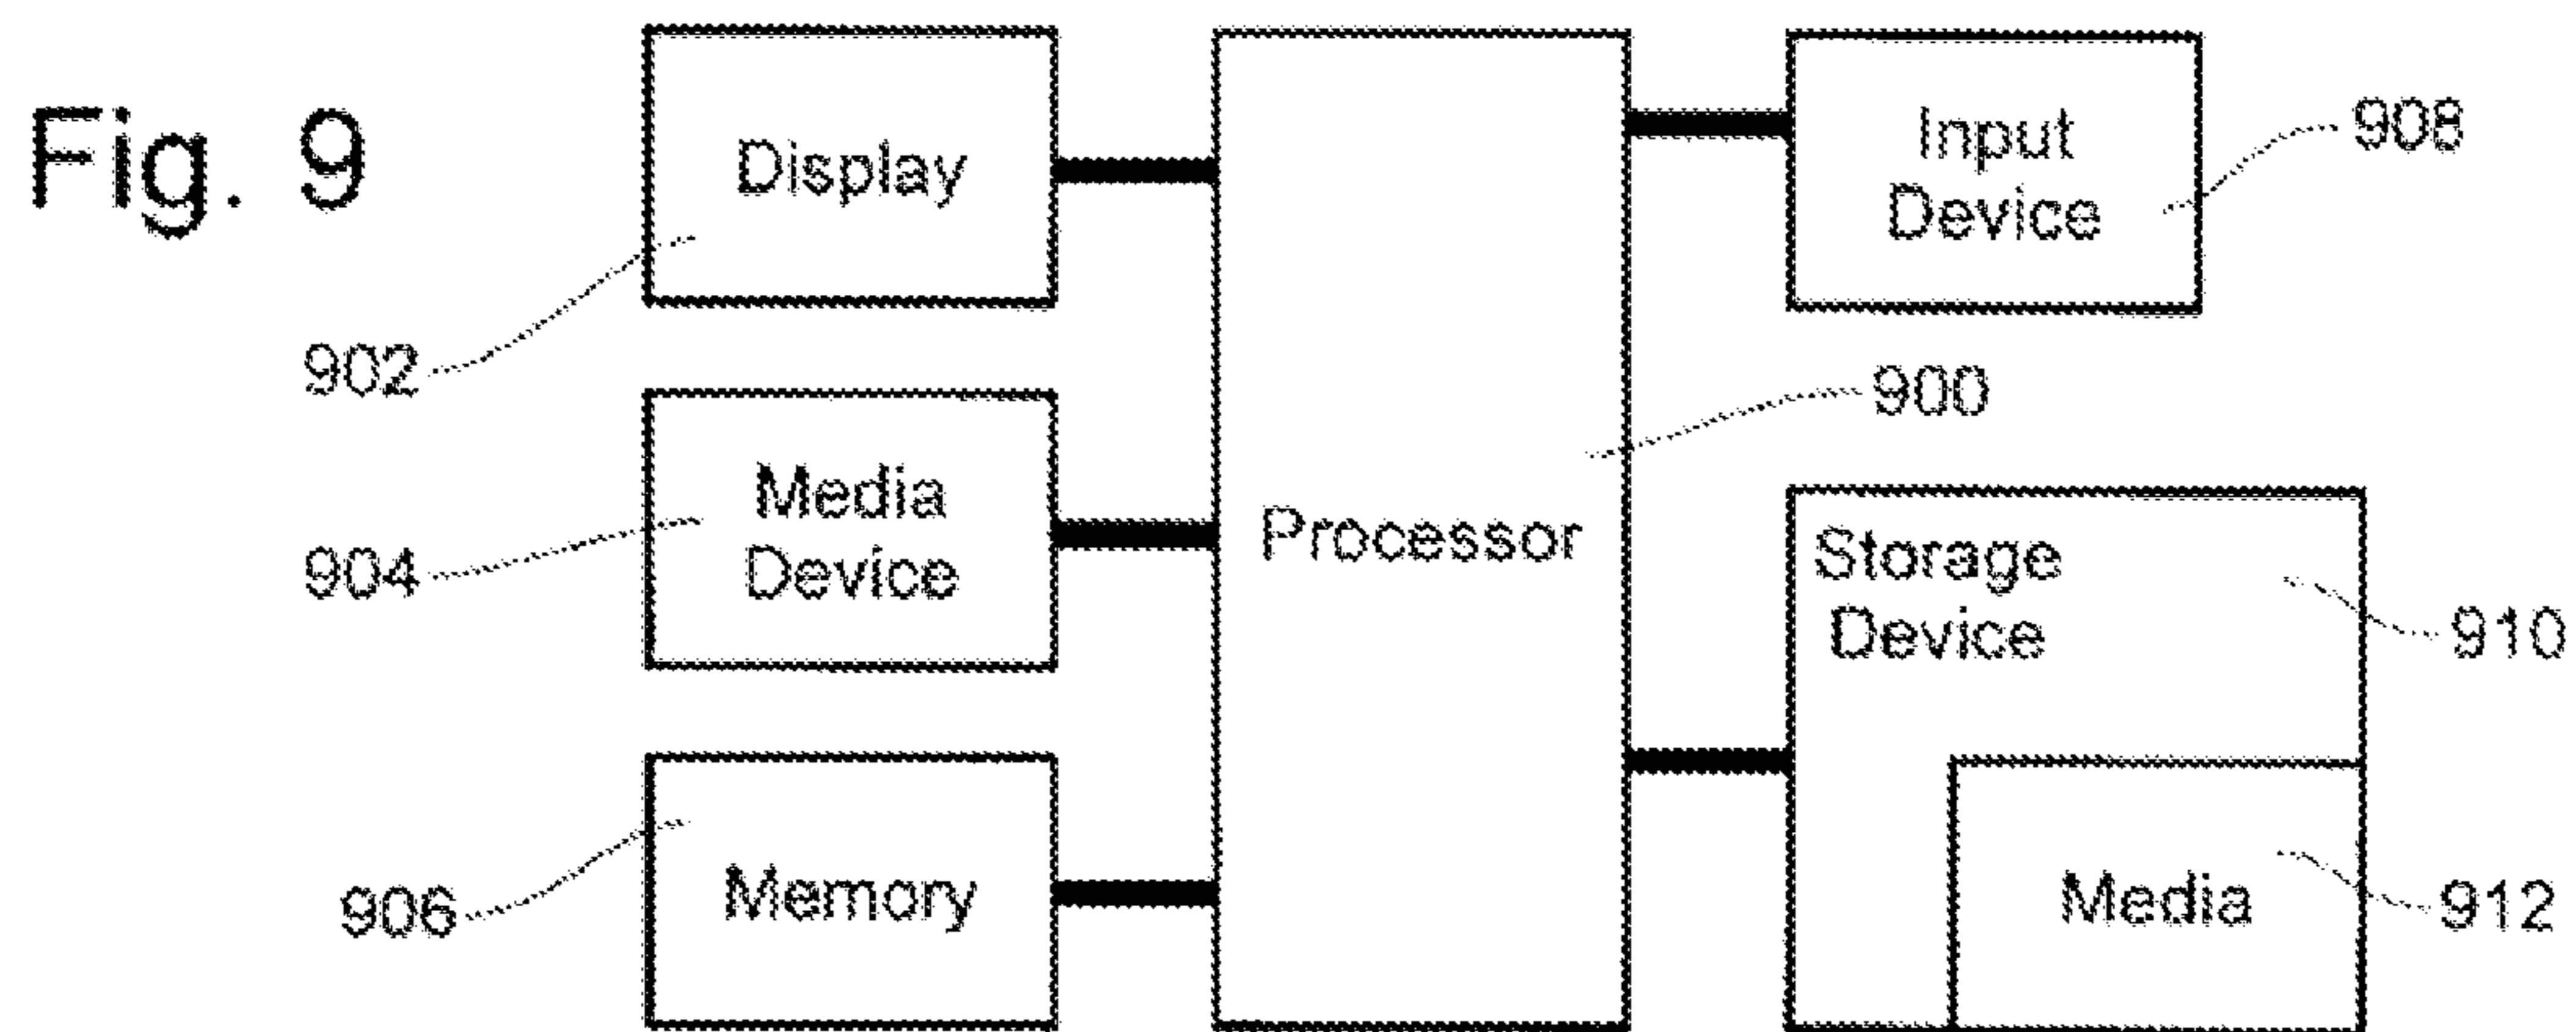 Fig. 9
Display
902
Media
Device
904
Memory
906
Processor
900
Input
Device
908
Storage
Device
910
Media
912